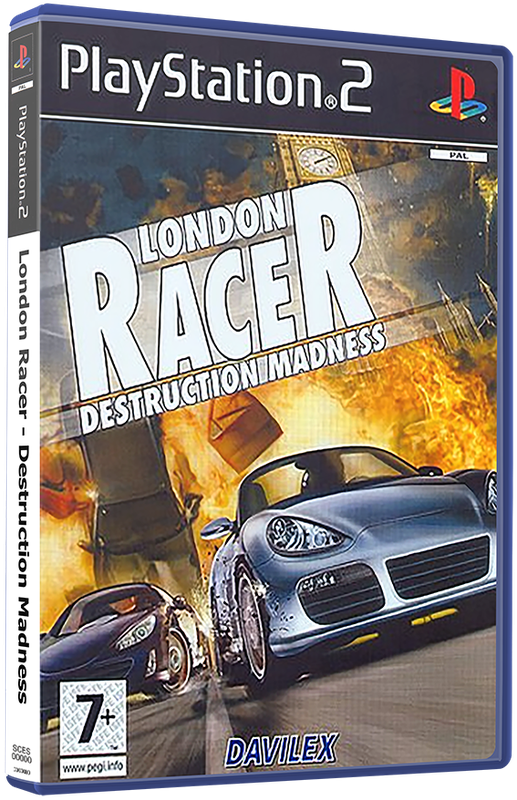 PlayStation®2
PAL
LONDON
RACER
DESTRUCTION MADNESS
7+
www.pegi.info
DAVILEX
PAL
PlayStation®2
London Racer - Destruction Madness
SCES
00000